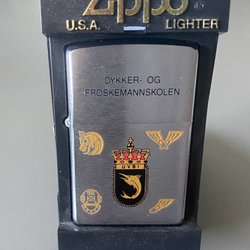 Zippo
U.S.A. LIGHTER
DYKKER- OG
FROSKEMANNSKOLEN